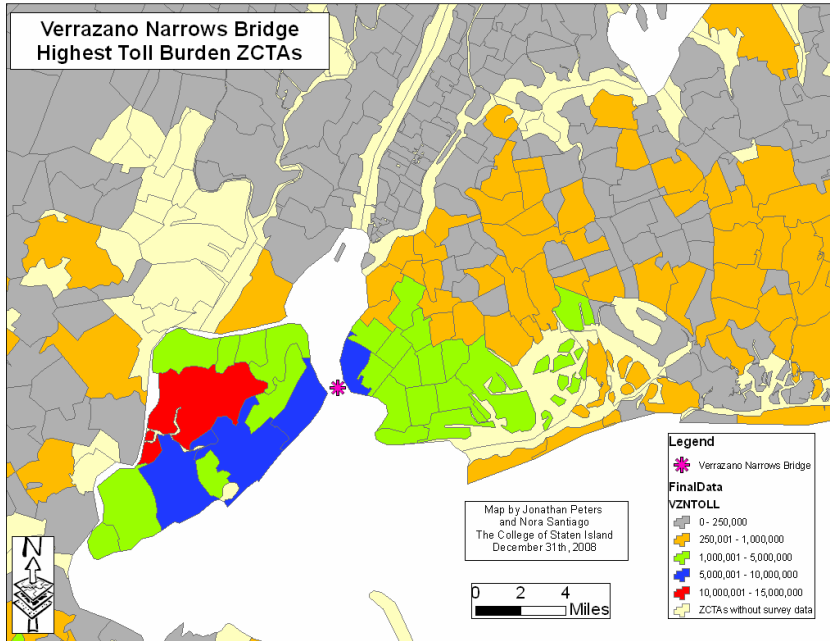 Verrazano Narrows Bridge
Highest Toll Burden ZCTAs
Legend
Verrazano Narrows Bridge
FinalData
VZNTOLL
0 - 250,000
250,001 - 1,000,000
1,000,001 - 5,000,000
5,000,001 - 10,000,000
10,000,001 - 15,000,000
ZCTAs without survey data
Map by Jonathan Peters
and Nora Santiago
The College of Staten Island
December 31th, 2008
0 2 4
Miles
N